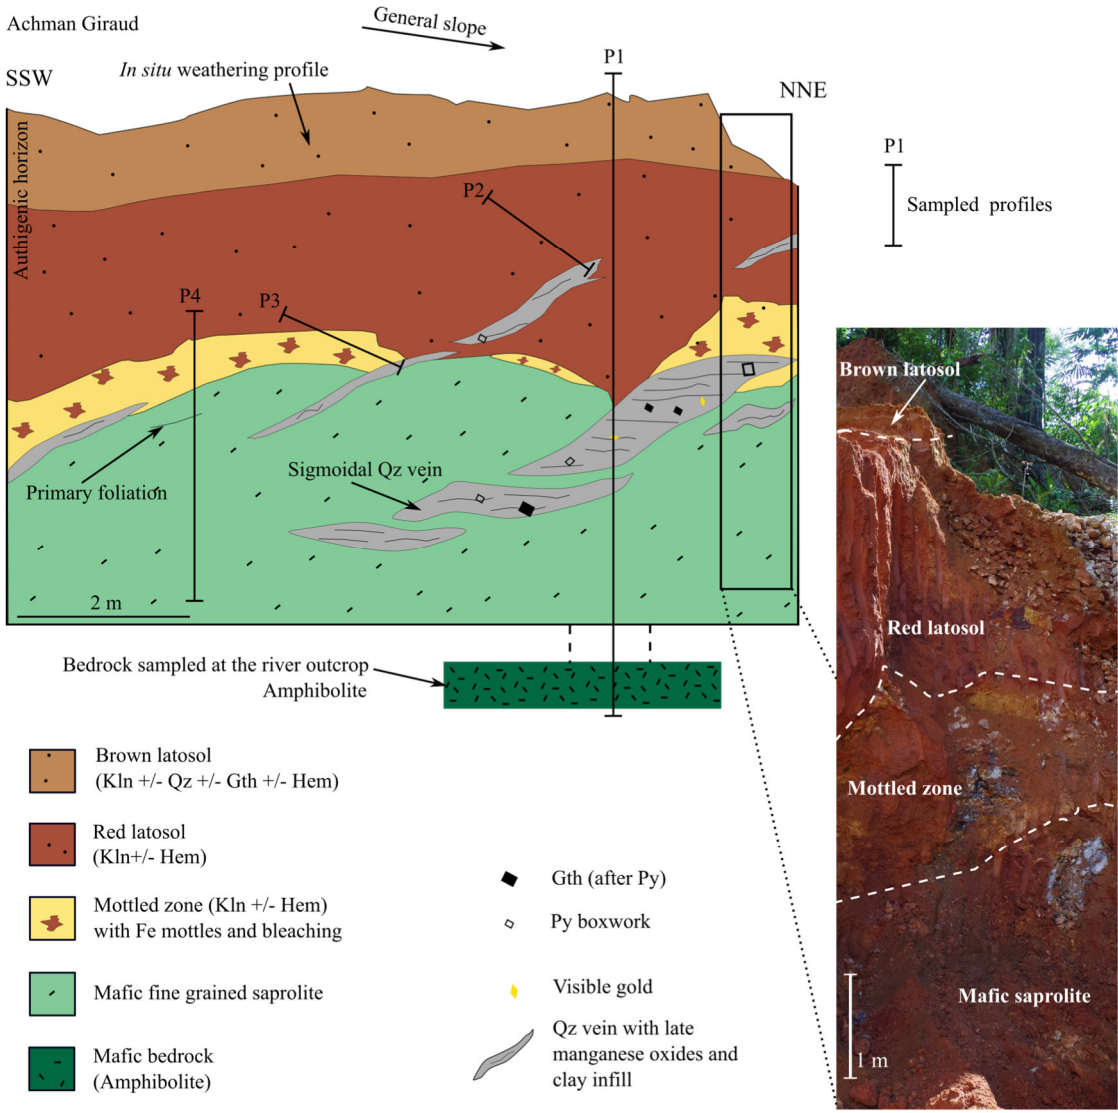 Achman Giraud
General slope
SSW
In situ weathering profile
P1
NNE
Authigenic horizon
P2
P1
Sampled profiles
P4
P3
Brown latosol
Sigmoidal Qz vein
Primary foliation
2 m
Red latosol
Bedrock sampled at the river outcrop
Amphibolite
Mottled zone
Mafic saprolite
1 m
Brown latosol
(Kln +/- Qz +/- Gth +/- Hem)
Red latosol
(Kln+/- Hem)
Mottled zone (Kln +/- Hem)
with Fe mottles and bleaching
Mafic fine grained saprolite
Mafic bedrock
(Amphibolite)
Gth (after Py)
Py boxwork
Visible gold
Qz vein with late
manganese oxides and
clay infill